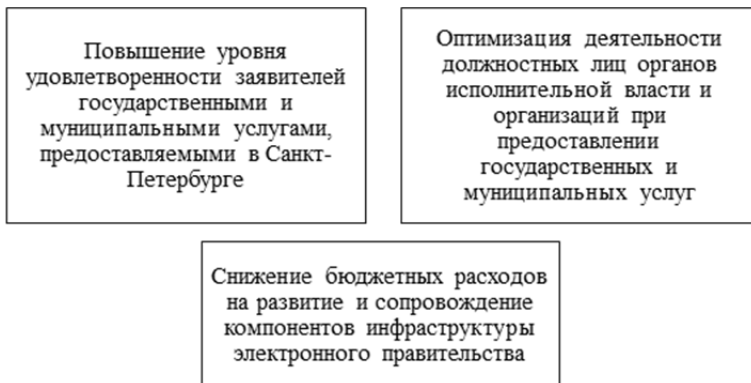 Повышение уровня
удовлетворенности заявителей
государственными и
муниципальными услугами,
предоставляемыми в Санкт-
Петербурге
Оптимизация деятельности
должностных лиц органов
исполнительной власти и
организаций при
предоставлении
государственных и
муниципальных услуг
Снижение бюджетных расходов
на развитие и сопровождение
компонентов инфраструктуры
электронного правительства